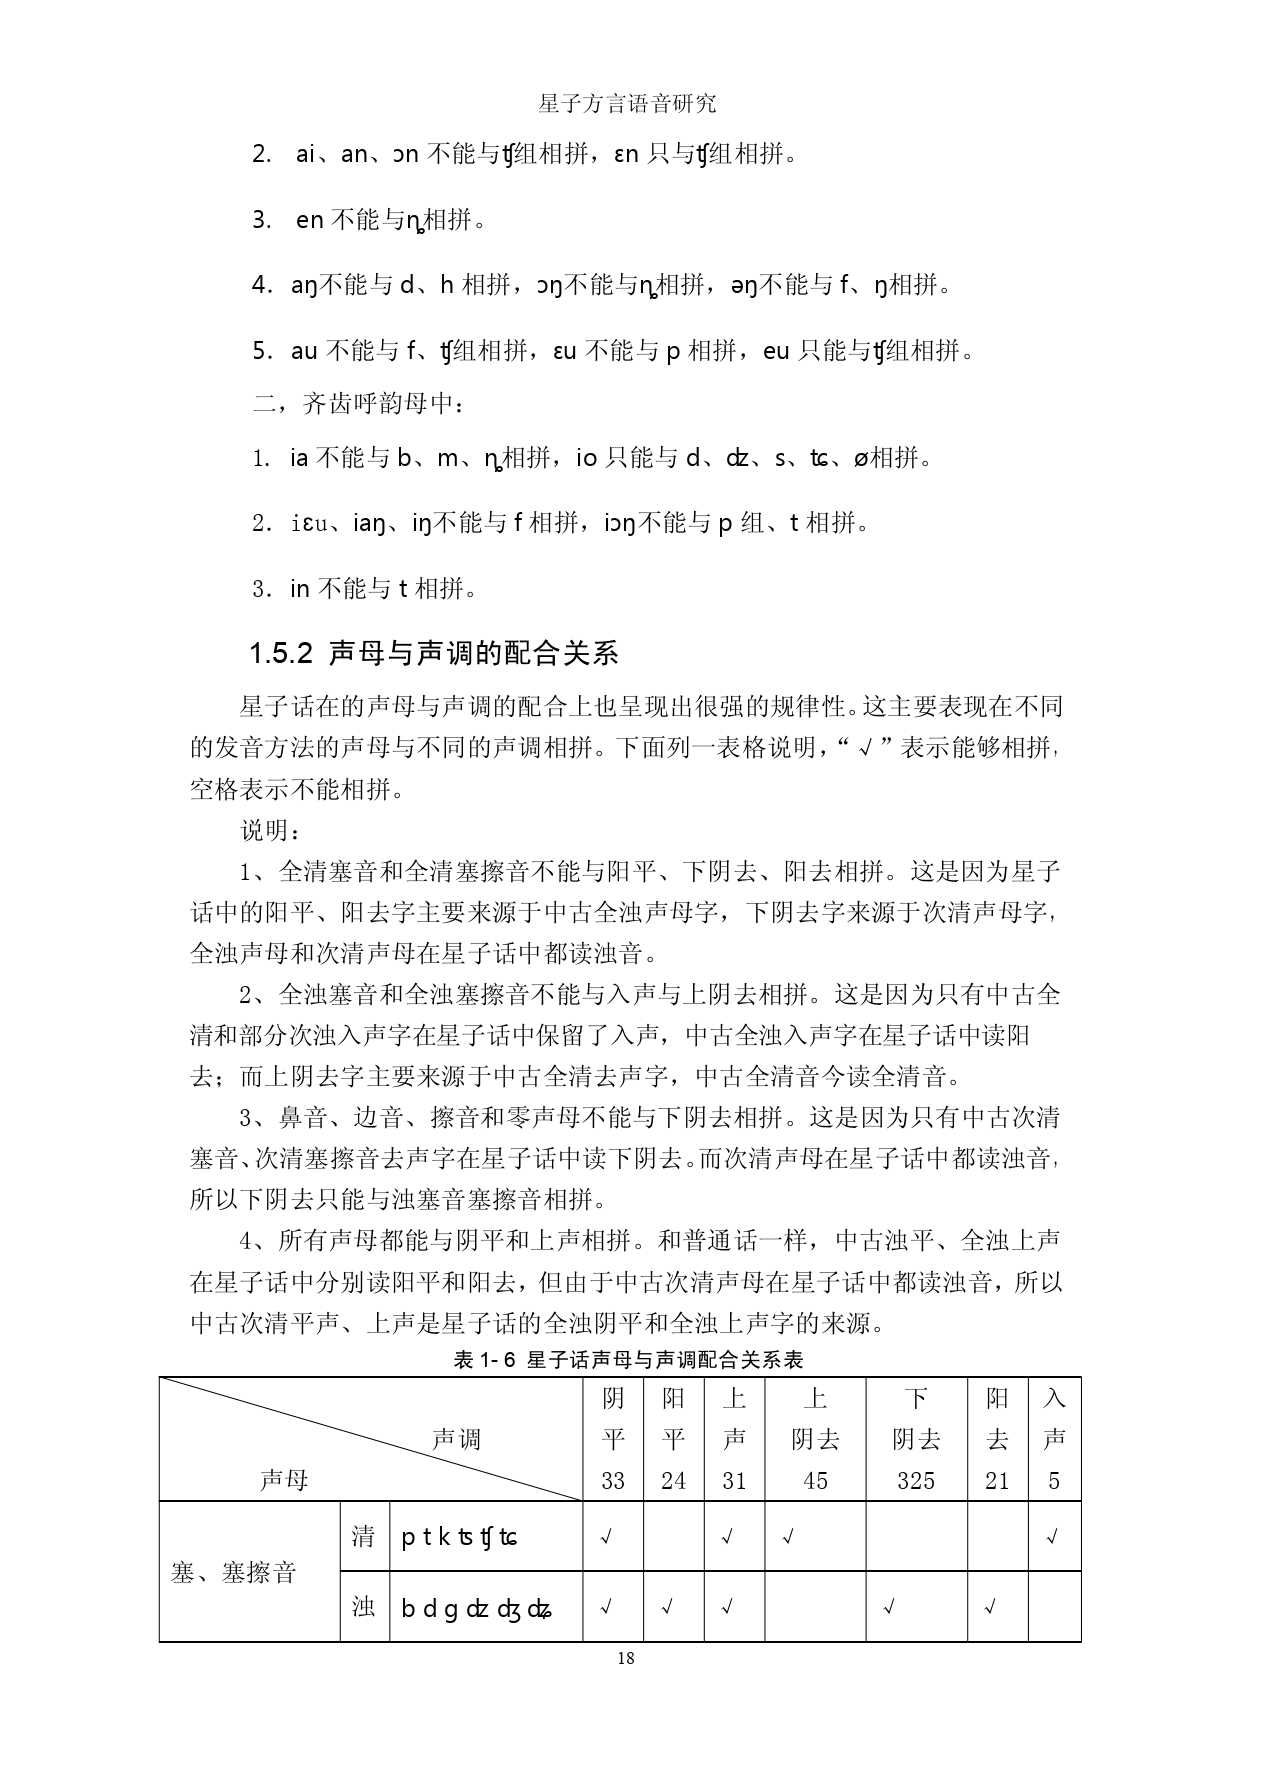 星子方言语音研究
2. ai、an、ɔn 不能与ʧ组相拼，ɛn 只与ʧ组相拼。
3. en 不能与ȵ相拼。
4. aŋ不能与 d、h 相拼，ɔŋ不能与ȵ相拼，əŋ不能与 f、ŋ相拼。
5. au 不能与 f、ʧ组相拼，ɛu 不能与 p 相拼，eu 只能与ʧ组相拼。
二，齐齿呼韵母中：
1. ia 不能与 b、m、ȵ相拼，io 只能与 d、ʣ、s、ʨ、ø相拼。
2. iɛu、iaŋ、iŋ不能与 f 相拼，iɔŋ不能与 p 组、t 相拼。
3. in 不能与 t 相拼。
1.5.2 声母与声调的配合关系
星子话在的声母与声调的配合上也呈现出很强的规律性。这主要表现在不同
的发音方法的声母与不同的声调相拼。下面列一表格说明，“√”表示能够相拼，
空格表示不能相拼。
说明：
1、全清塞音和全清塞擦音不能与阳平、下阴去、阳去相拼。这是因为星子
话中的阳平、阳去字主要来源于中古全浊声母字，下阴去字来源于次清声母字，
全浊声母和次清声母在星子话中都读浊音。
2、全浊塞音和全浊塞擦音不能与入声与上阴去相拼。这是因为只有中古全
清和部分次浊入声字在星子话中保留了入声，中古全浊入声字在星子话中读阳
去；而上阴去字主要来源于中古全清去声字，中古全清音今读全清音。
3、鼻音、边音、擦音和零声母不能与下阴去相拼。这是因为只有中古次清
塞音、次清塞擦音去声字在星子话中读下阴去。而次清声母在星子话中都读浊音，
所以下阴去只能与浊塞音塞擦音相拼。
4、所有声母都能与阴平和上声相拼。和普通话一样，中古浊平、全浊上声
在星子话中分别读阳平和阳去，但由于中古次清声母在星子话中都读浊音，所以
中古次清平声、上声是星子话的全浊阴平和全浊上声字的来源。
表 1- 6 星子话声母与声调配合关系表
声调 声母 阴平33 阳平24 上声31 上阴去45 下阴去325 阳去21 入声5
塞、塞擦音 清 p t k ʦ ʧ ʨ √ √ √ √
浊 b d g ʣ ʤ ʥ √ √ √ √ √
18